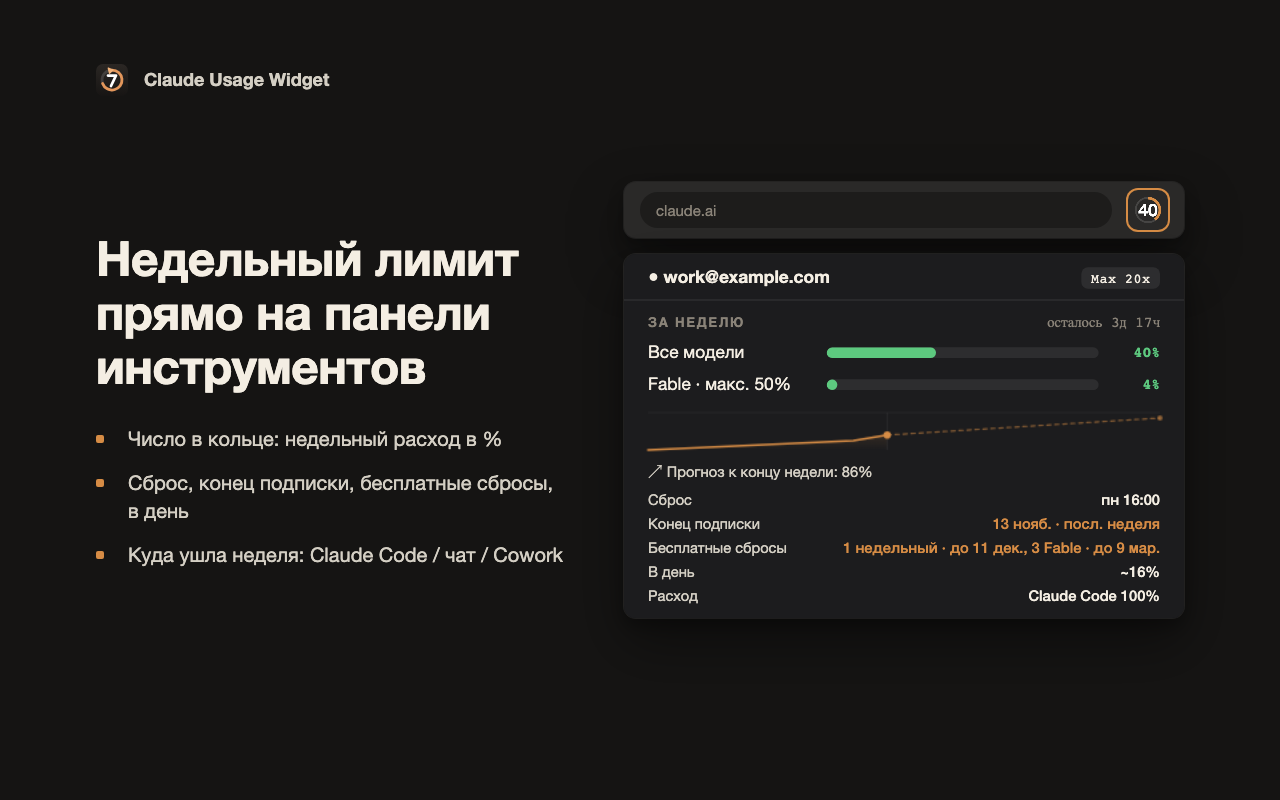 7 Claude Usage Widget
Недельный лимит
прямо на панели
инструментов
Число в кольце: недельный расход в %
Сброс, конец подписки, бесплатные сбросы,
в день
Куда ушла неделя: Claude Code / чат / Cowork
claude.ai 40
work@example.com Max 20x
ЗА НЕДЕЛЮ осталось 3д 17ч
Все модели 40%
Fable · макс. 50% 4%
↗ Прогноз к концу недели: 86%
Сброс пн 16:00
Конец подписки 13 нояб. · посл. неделя
Бесплатные сбросы 1 недельный · до 11 дек., 3 Fable · до 9 мар.
В день ~16%
Расход Claude Code 100%